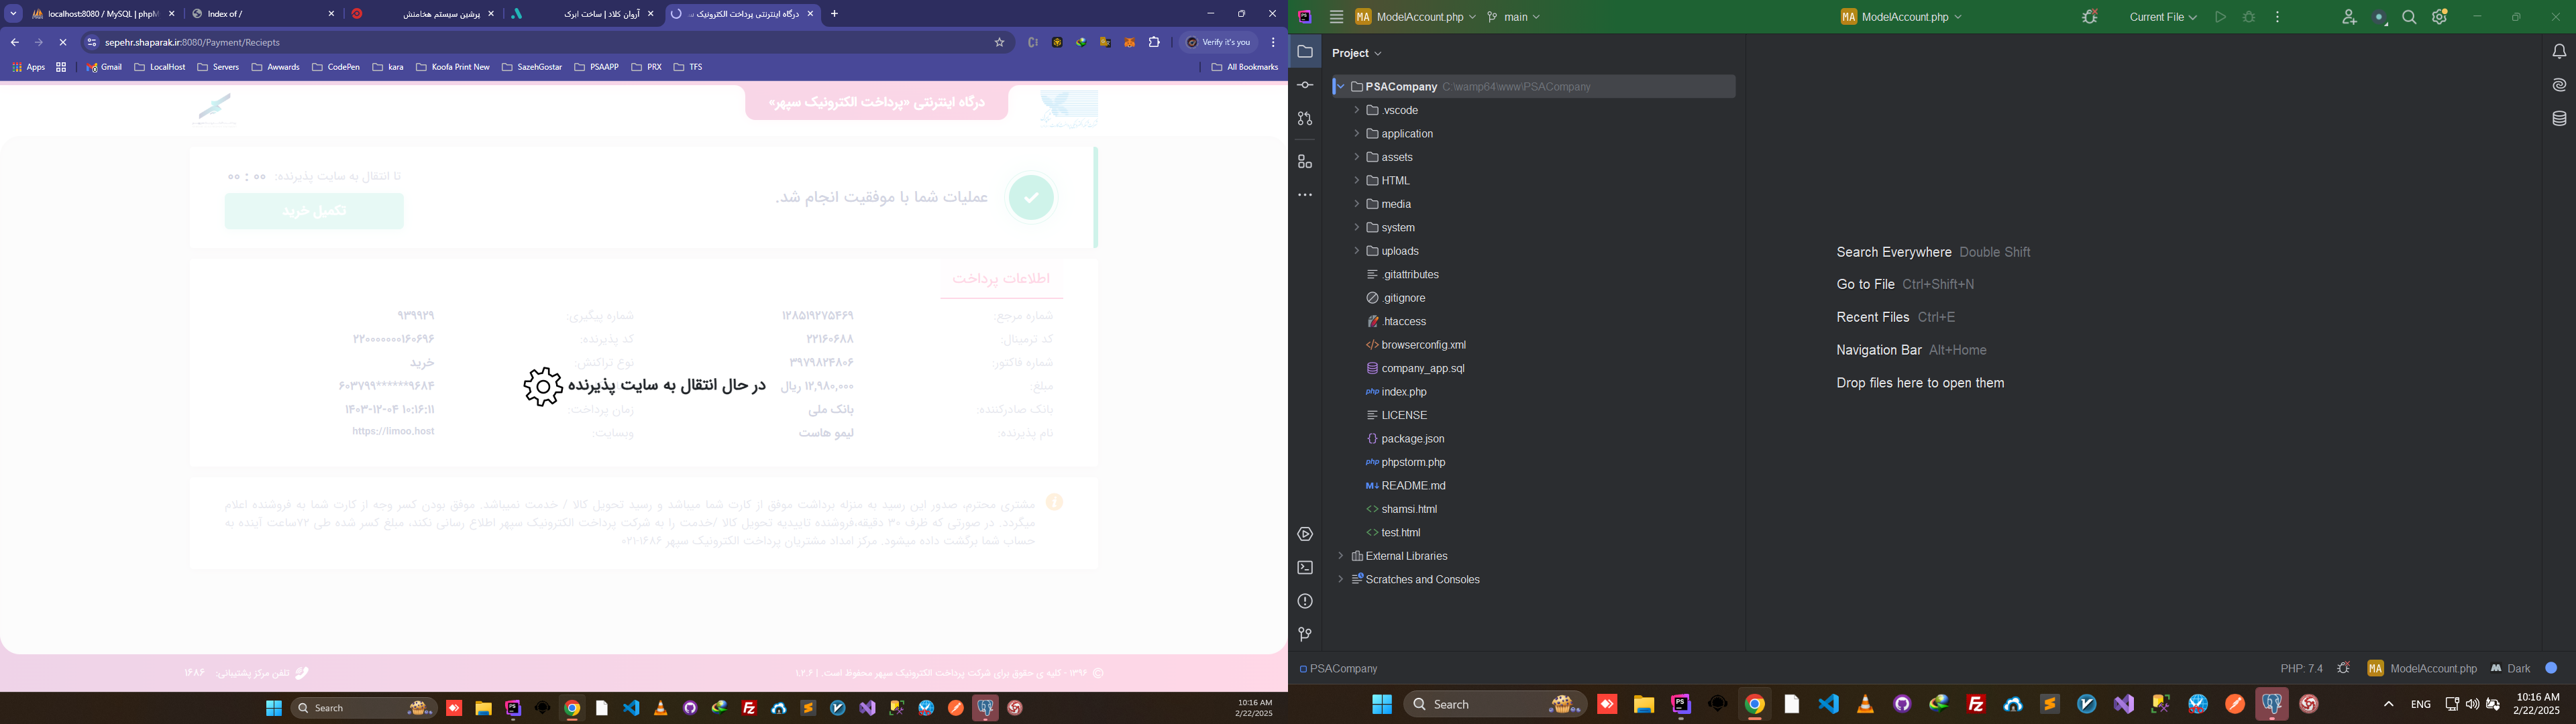 localhost:8080 / MySQL | phpM
Index of /
پرشین سیستم هخامنش
آروان کلاد | ساخت ابرک
درگاه اینترنتی پرداخت الکترونیک س
sepehr.shaparak.ir:8080/Payment/Reciepts
Verify it's you
Apps
Gmail
LocalHost
Servers
Awwards
CodePen
kara
Koofa Print New
SazehGostar
PSAAPP
PRX
TFS
All Bookmarks
درگاه اینترنتی «پرداخت الکترونیک سپهر»
عملیات شما با موفقیت انجام شد.
تا انتقال به سایت پذیرنده: ۰۰ : ۰۰
تکمیل خرید
اطلاعات پرداخت
شماره مرجع: ۱۲۸۵۱۹۲۷۵۴۶۹ شماره پیگیری: ۹۳۹۹۲۹
کد ترمینال: ۲۲۱۶۰۶۸۸ کد پذیرنده: ۲۲۰۰۰۰۰۰۰۱۶۰۶۹۶
شماره فاکتور: ۳۹۷۹۸۲۴۸۰۶ نوع تراکنش: خرید
مبلغ: ۱۲,۹۸۰,۰۰۰ ریال ۶۰۳۷۹۹******۹۶۸۴
در حال انتقال به سایت پذیرنده
بانک صادرکننده: بانک ملی زمان پرداخت: ۱۴۰۳-۱۲-۰۴ ۱۰:۱۶:۱۱
نام پذیرنده: لیمو هاست وبسایت: https://limoo.host
مشتری محترم، صدور این رسید به منزله برداشت موفق از کارت شما میباشد و رسید تحویل کالا / خدمت نمیباشد. موفق بودن کسر وجه از کارت شما به فروشنده اعلام
میگردد. در صورتی که ظرف ۳۰ دقیقه،فروشنده تاییدیه تحویل کالا /خدمت را به شرکت پرداخت الکترونیک سپهر اطلاع رسانی نکند، مبلغ کسر شده طی ۷۲ساعت آینده به
حساب شما برگشت داده میشود. مرکز امداد مشتریان پرداخت الکترونیک سپهر ۱۶۸۶-۰۲۱
۱۳۹۶ - کلیه ی حقوق برای شرکت پرداخت الکترونیک سپهر محفوظ است. | ۱.۲.۶
تلفن مرکز پشتیبانی: ۱۶۸۶
Search
10:16 AM
2/22/2025
MA ModelAccount.php
main
MA ModelAccount.php
Current File
Project
PSACompany C:\wamp64\www\PSACompany
.vscode
application
assets
HTML
media
system
uploads
.gitattributes
.gitignore
.htaccess
browserconfig.xml
company_app.sql
index.php
LICENSE
package.json
phpstorm.php
README.md
shamsi.html
test.html
External Libraries
Scratches and Consoles
Search Everywhere Double Shift
Go to File Ctrl+Shift+N
Recent Files Ctrl+E
Navigation Bar Alt+Home
Drop files here to open them
PSACompany
PHP: 7.4
MA ModelAccount.php
Dark
Search
ENG
10:16 AM
2/22/2025